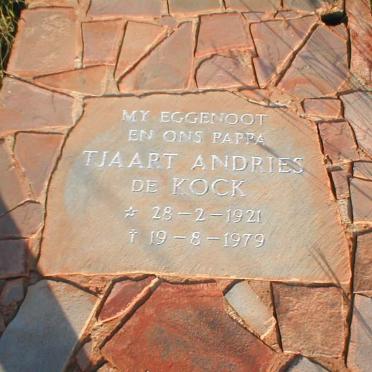 MY EGGENOOT
EN ONS PAPPA
TJAART ANDRIES
DE KOCK
☆ 28-2-1921
✝ 19-8-1979